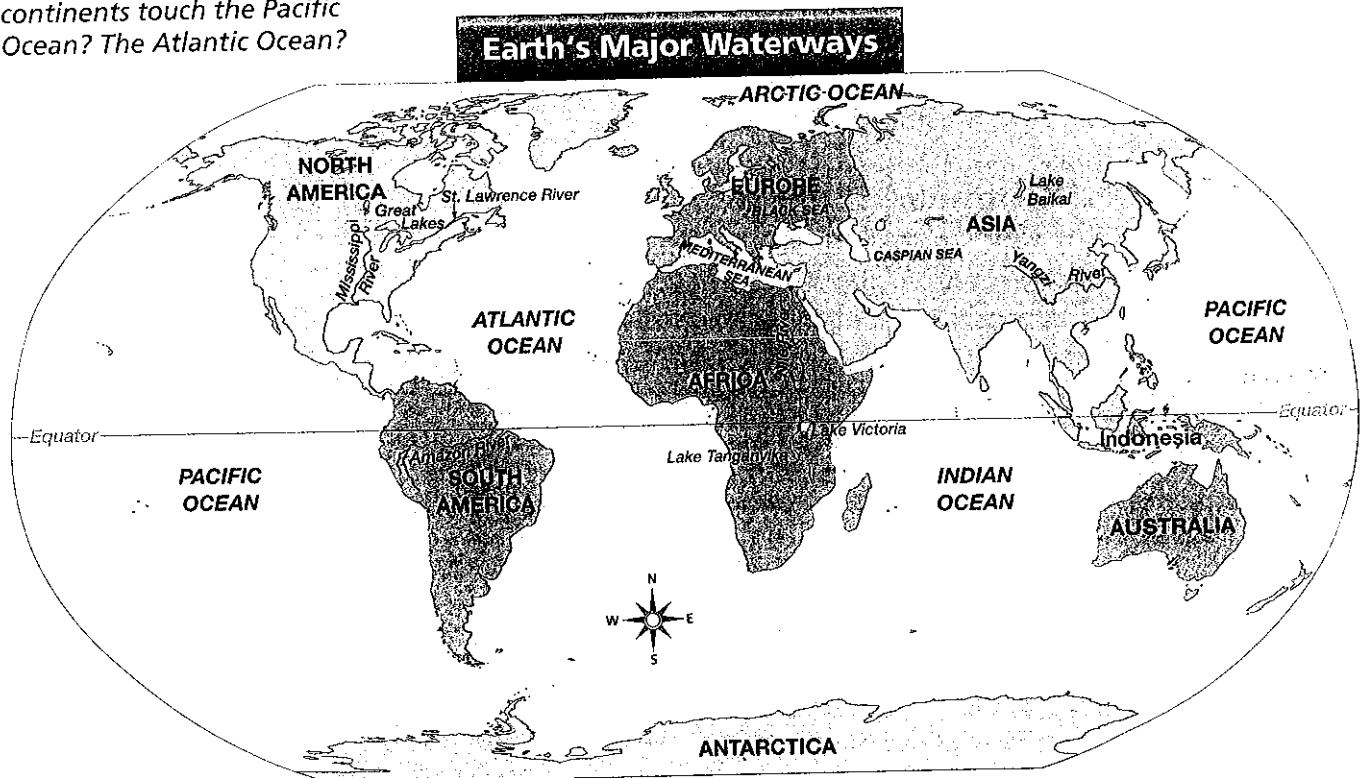 continents touch the Pacific
Ocean? The Atlantic Ocean?
Earth's Major Waterways
ARCTIC OCEAN
NORTH
AMERICA
St. Lawrence River
Great
Lakes
Mississippi
River
EUROPE
BLACK SEA
Lake
Baikal
ASIA
CASPIAN SEA
MEDITERRANEAN
SEA
Yangzi River
ATLANTIC
OCEAN
PACIFIC
OCEAN
AFRICA
Equator
Equator
Lake Victoria
Indonesia
Amazon River
Lake Tanganyika
PACIFIC
OCEAN
SOUTH
AMERICA
INDIAN
OCEAN
AUSTRALIA
N
W
E
S
ANTARCTICA